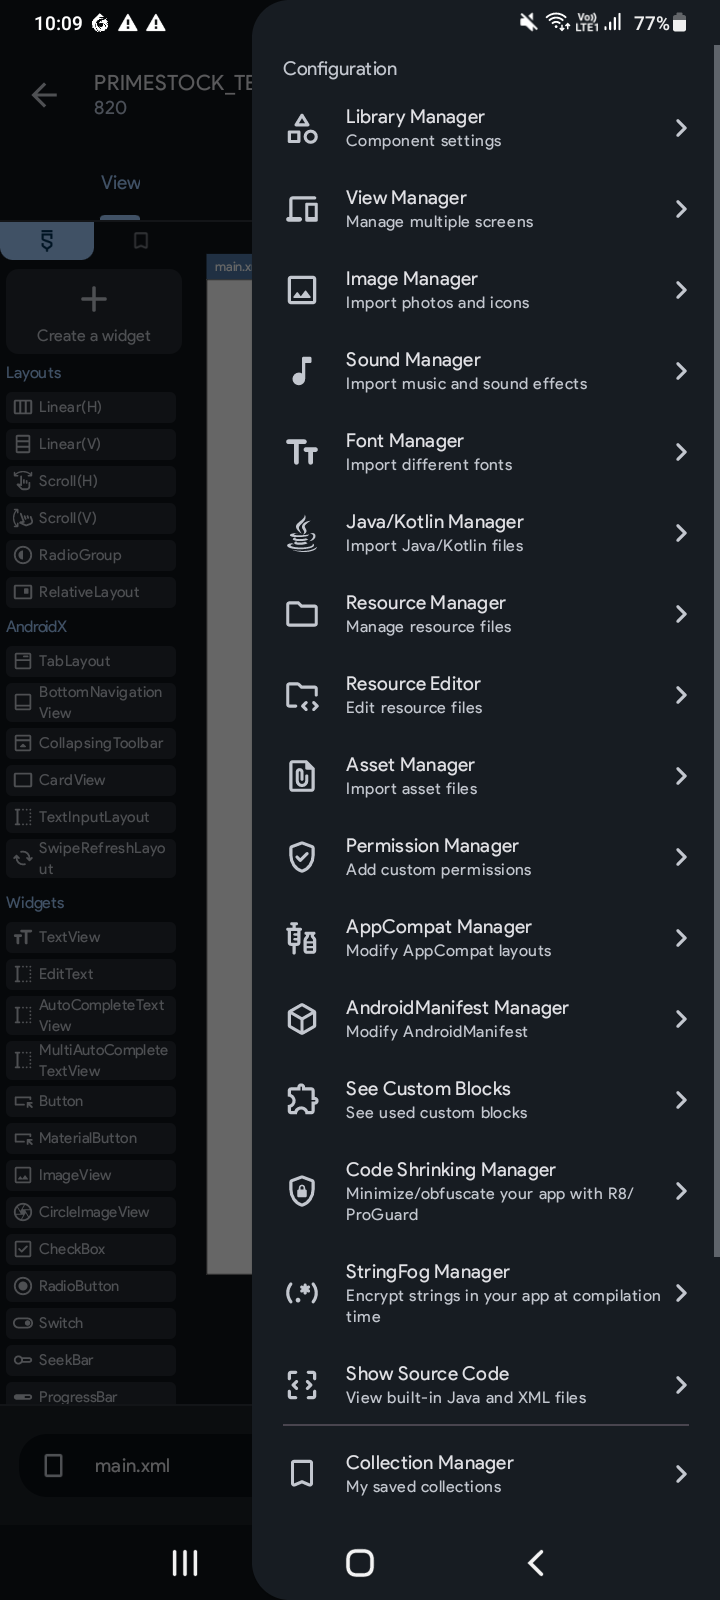 10:09
Vo)) LTE1
77%
PRIMESTOCK_TE
820
View
main.x
Create a widget
Layouts
Linear(H)
Linear(V)
Scroll(H)
Scroll(V)
RadioGroup
RelativeLayout
AndroidX
TabLayout
BottomNavigation
View
CollapsingToolbar
CardView
TextInputLayout
SwipeRefreshLayo
ut
Widgets
TextView
EditText
AutoCompleteText
View
MultiAutoComplete
TextView
Button
MaterialButton
ImageView
CircleImageView
CheckBox
RadioButton
Switch
SeekBar
ProgressBar
main.xml
Configuration
Library Manager
Component settings
View Manager
Manage multiple screens
Image Manager
Import photos and icons
Sound Manager
Import music and sound effects
Font Manager
Import different fonts
Java/Kotlin Manager
Import Java/Kotlin files
Resource Manager
Manage resource files
Resource Editor
Edit resource files
Asset Manager
Import asset files
Permission Manager
Add custom permissions
AppCompat Manager
Modify AppCompat layouts
AndroidManifest Manager
Modify AndroidManifest
See Custom Blocks
See used custom blocks
Code Shrinking Manager
Minimize/obfuscate your app with R8/
ProGuard
StringFog Manager
Encrypt strings in your app at compilation
time
Show Source Code
View built-in Java and XML files
Collection Manager
My saved collections